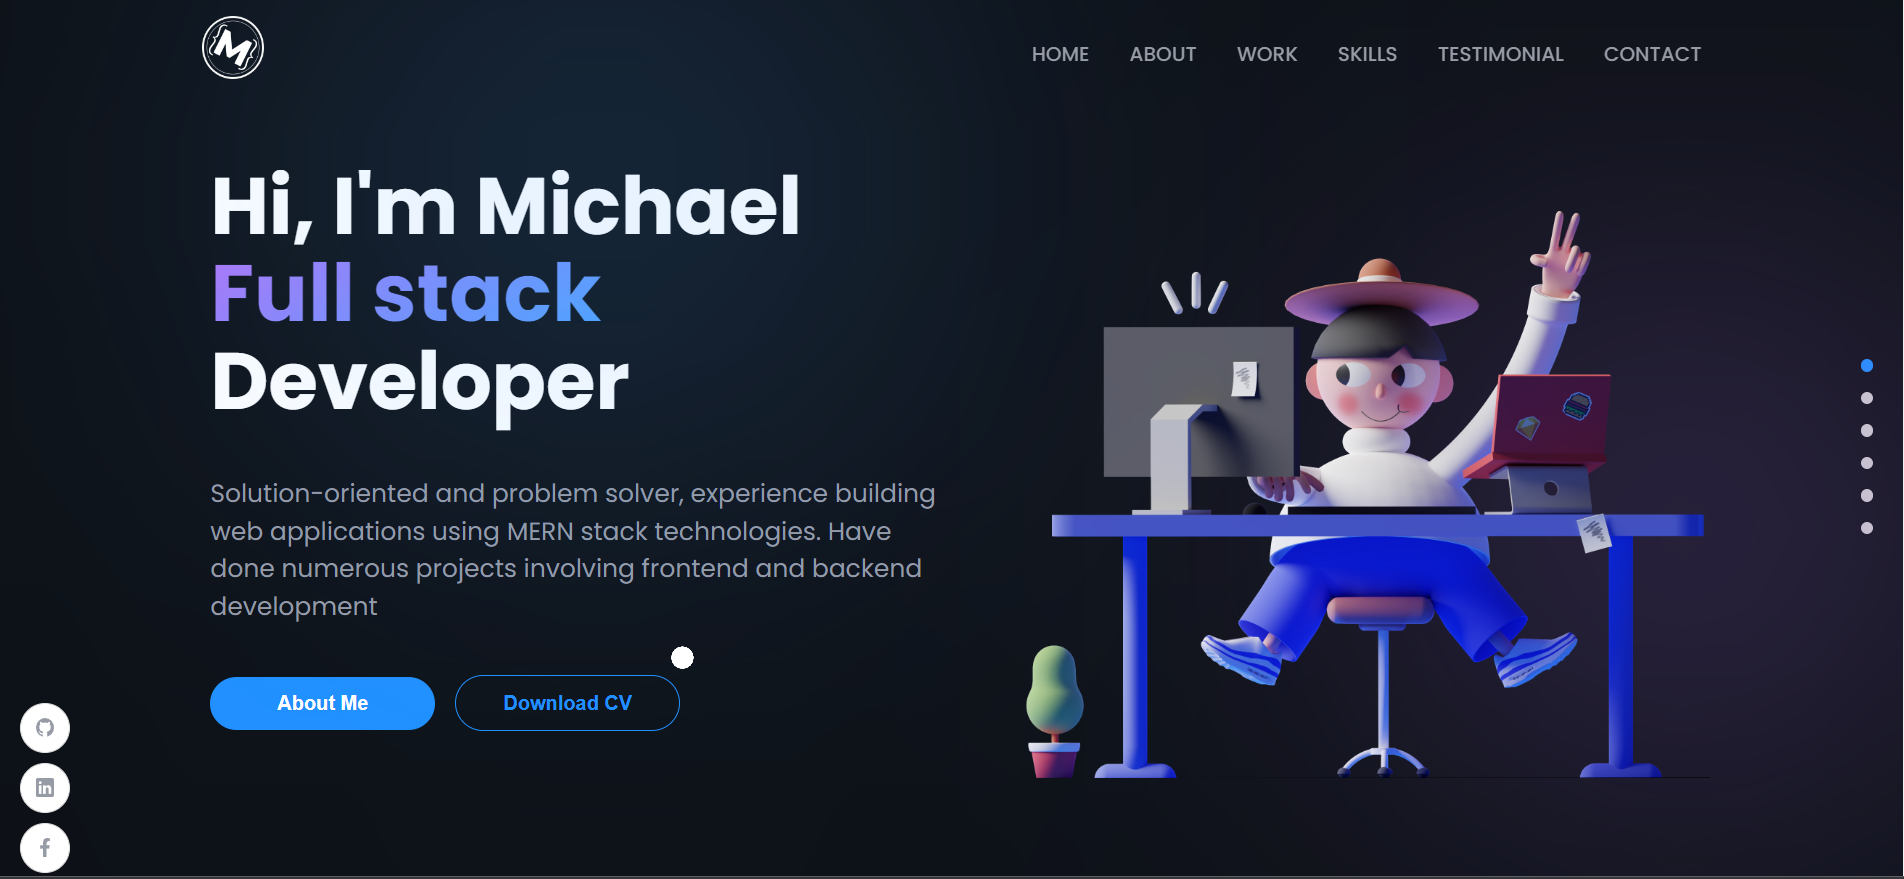 M
HOME ABOUT WORK SKILLS TESTIMONIAL CONTACT
Hi, I'm Michael
Full stack
Developer
Solution-oriented and problem solver, experience building
web applications using MERN stack technologies. Have
done numerous projects involving frontend and backend
development
About Me Download CV
in
f